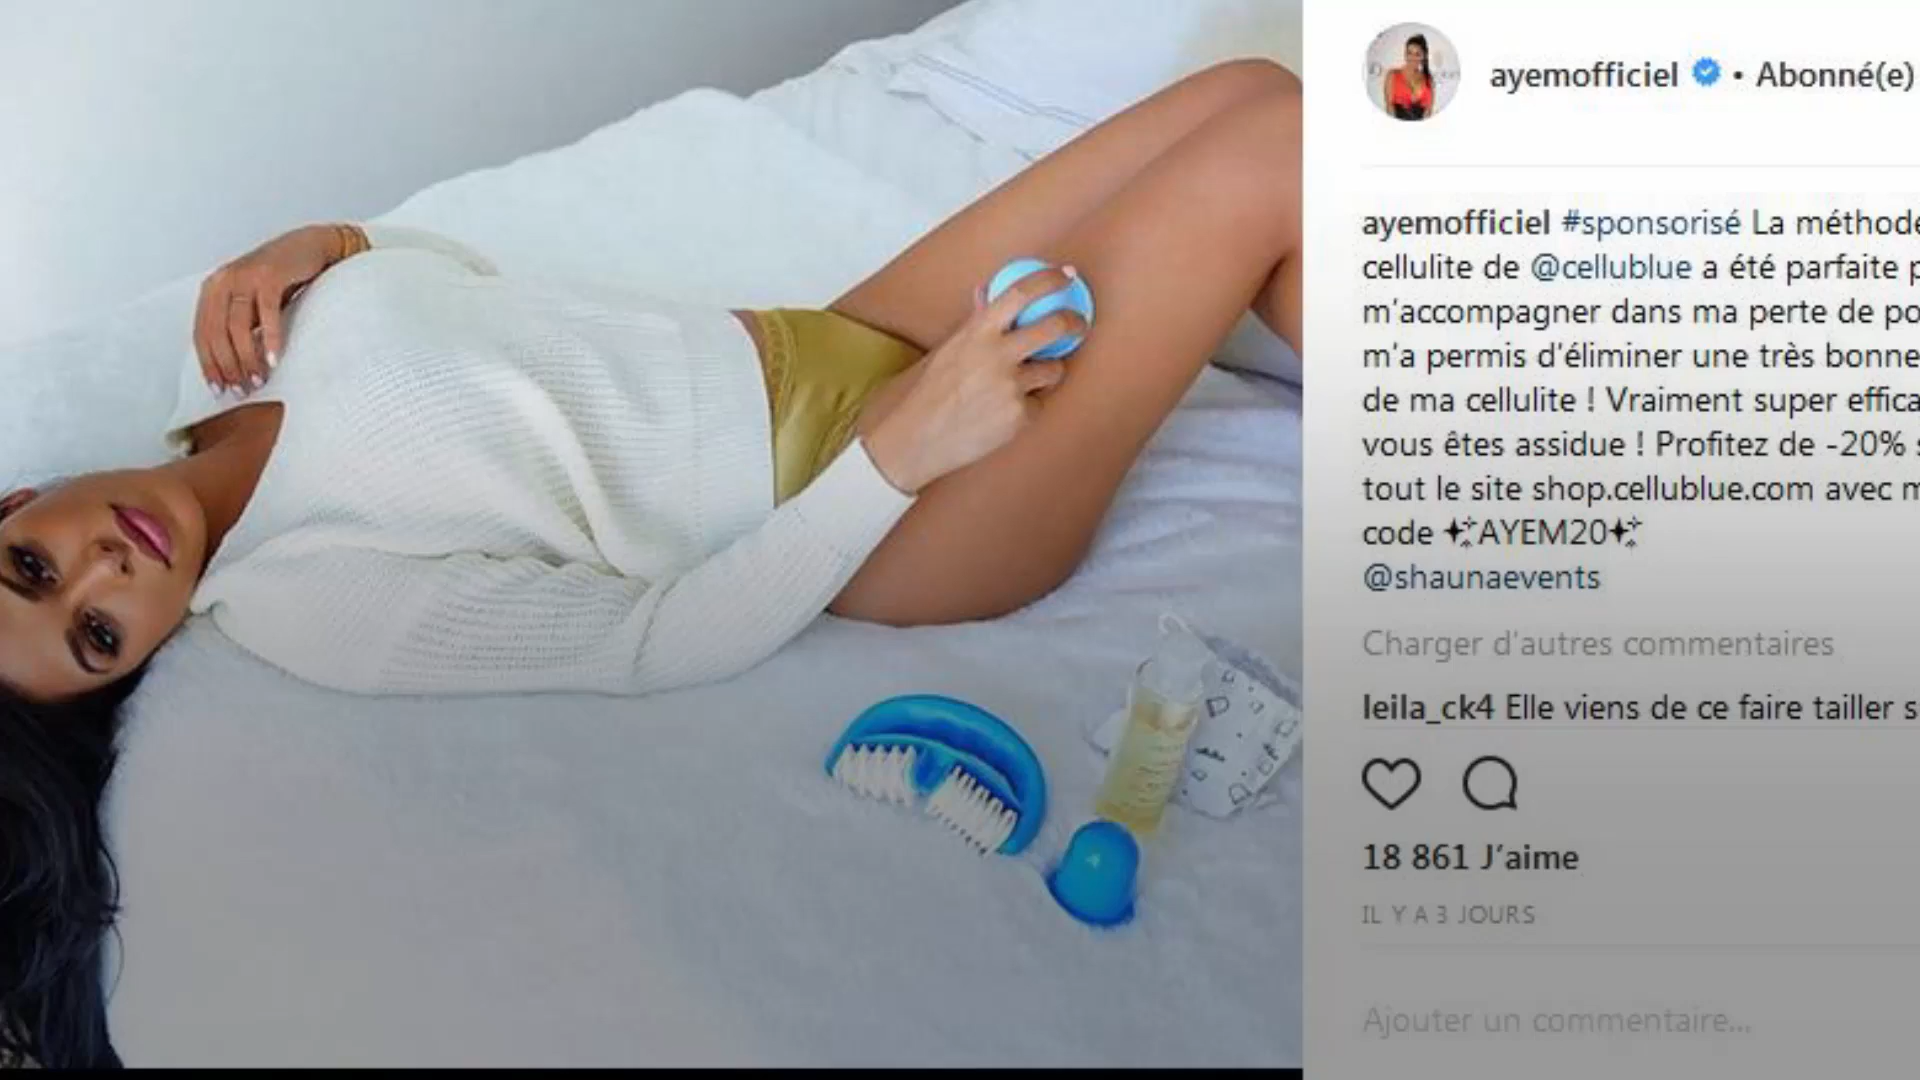 ayemofficiel • Abonné(e)
ayemofficiel #sponsorisé La méthode
cellulite de @cellublue a été parfaite p
m'accompagner dans ma perte de po
m'a permis d'éliminer une très bonne
de ma cellulite ! Vraiment super effica
vous êtes assidue ! Profitez de -20% s
tout le site shop.cellublue.com avec m
code ✨AYEM20✨
@shaunaevents
Charger d'autres commentaires
leila_ck4 Elle viens de ce faire tailler s
18 861 J'aime
IL Y A 3 JOURS
Ajouter un commentaire...